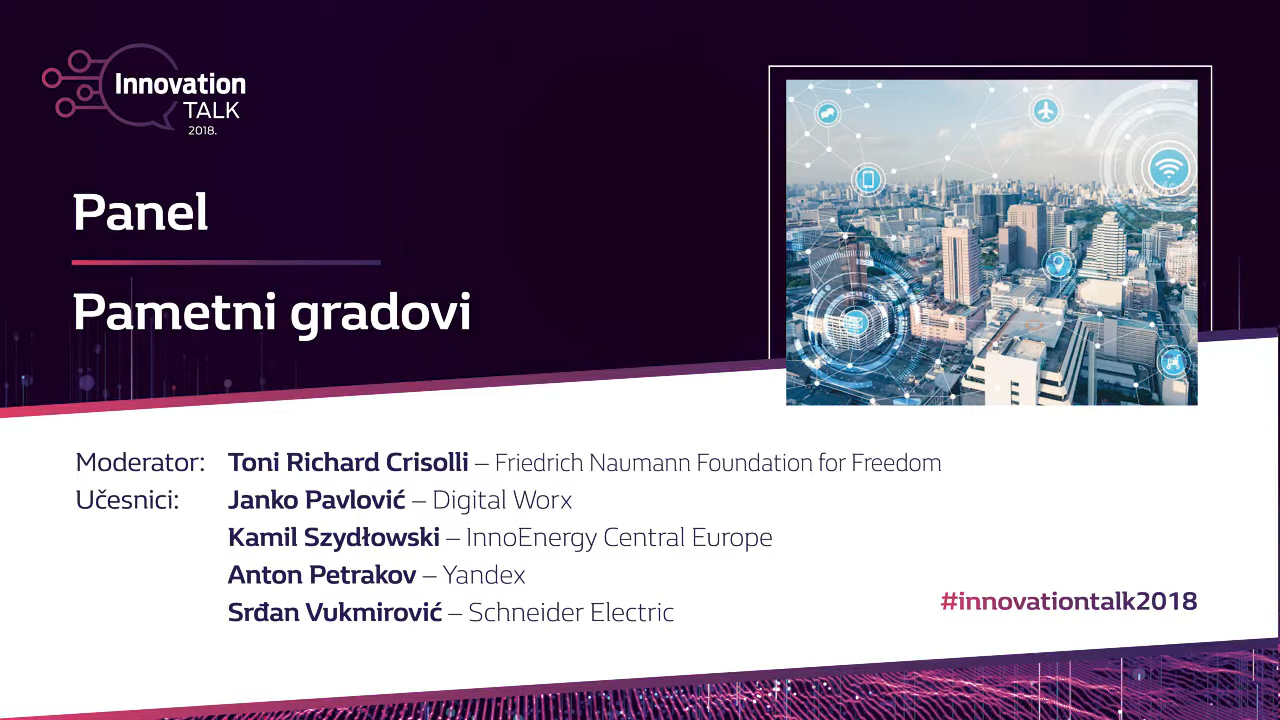 Innovation
TALK
2018.
Panel
Pametni gradovi
Moderator: Toni Richard Crisolli – Friedrich Naumann Foundation for Freedom
Učesnici: Janko Pavlović – Digital Worx
Kamil Szydłowski – InnoEnergy Central Europe
Anton Petrakov – Yandex
Srđan Vukmirović – Schneider Electric
#innovationtalk2018